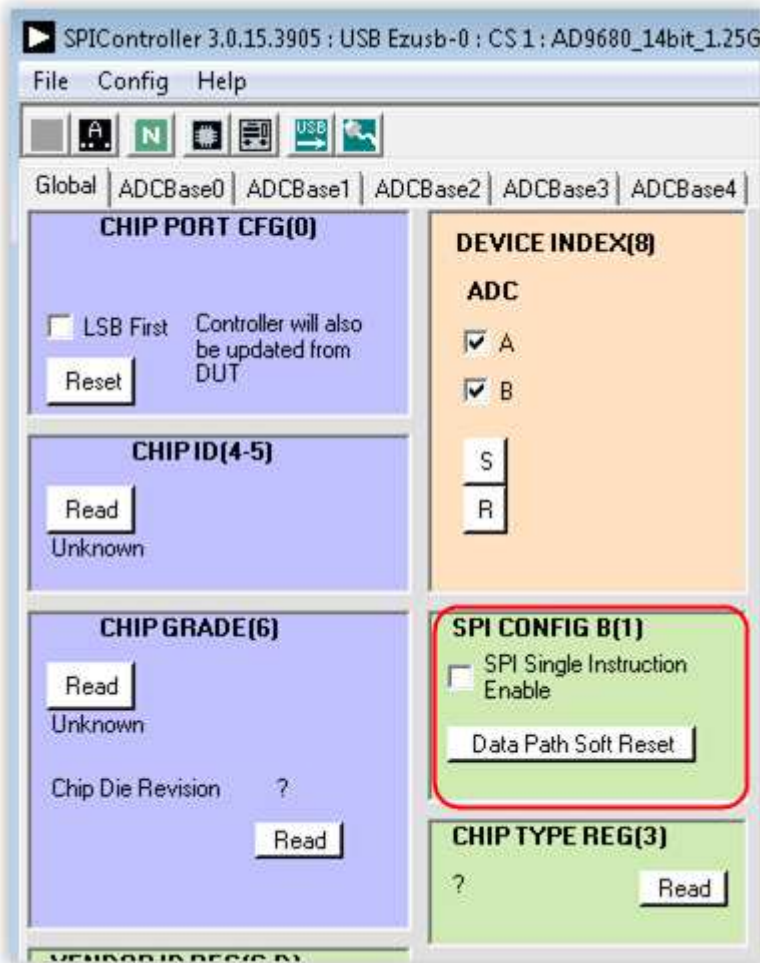 SPIController 3.0.15.3905 : USB Ezusb-0 : CS 1 : AD9680_14bit_1.25G
File Config Help
A N USB
Global ADCBase0 ADCBase1 ADCBase2 ADCBase3 ADCBase4
CHIP PORT CFG(0)
LSB First
Controller will also
be updated from
DUT
Reset
DEVICE INDEX(8)
ADC
A
B
S
R
CHIP ID(4-5)
Read
Unknown
CHIP GRADE(6)
Read
Unknown
Chip Die Revision ?
Read
SPI CONFIG B(1)
SPI Single Instruction
Enable
Data Path Soft Reset
CHIP TYPE REG(3)
? Read
VENDOR ID REG(C-D)